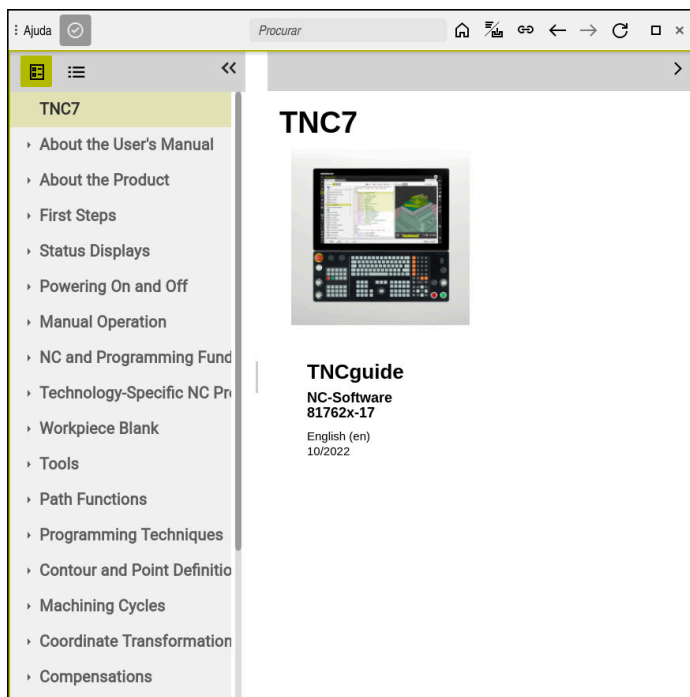 Ajuda
Procurar
TNC7
About the User's Manual
About the Product
First Steps
Status Displays
Powering On and Off
Manual Operation
NC and Programming Fund
Technology-Specific NC Pr
Workpiece Blank
Tools
Path Functions
Programming Techniques
Contour and Point Definitio
Machining Cycles
Coordinate Transformation
Compensations
TNC7
TNCguide
NC-Software
81762x-17
English (en)
10/2022